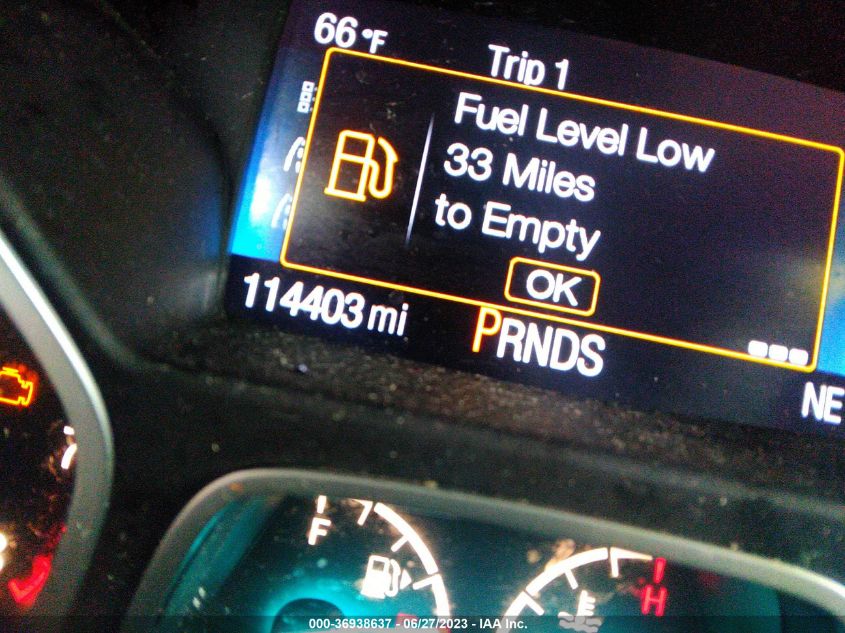 66°F
Trip 1
Fuel Level Low
33 Miles
to Empty
OK
114403 mi
PRNDS
NE
F
H
000-36938637 - 06/27/2023 - IAA Inc.